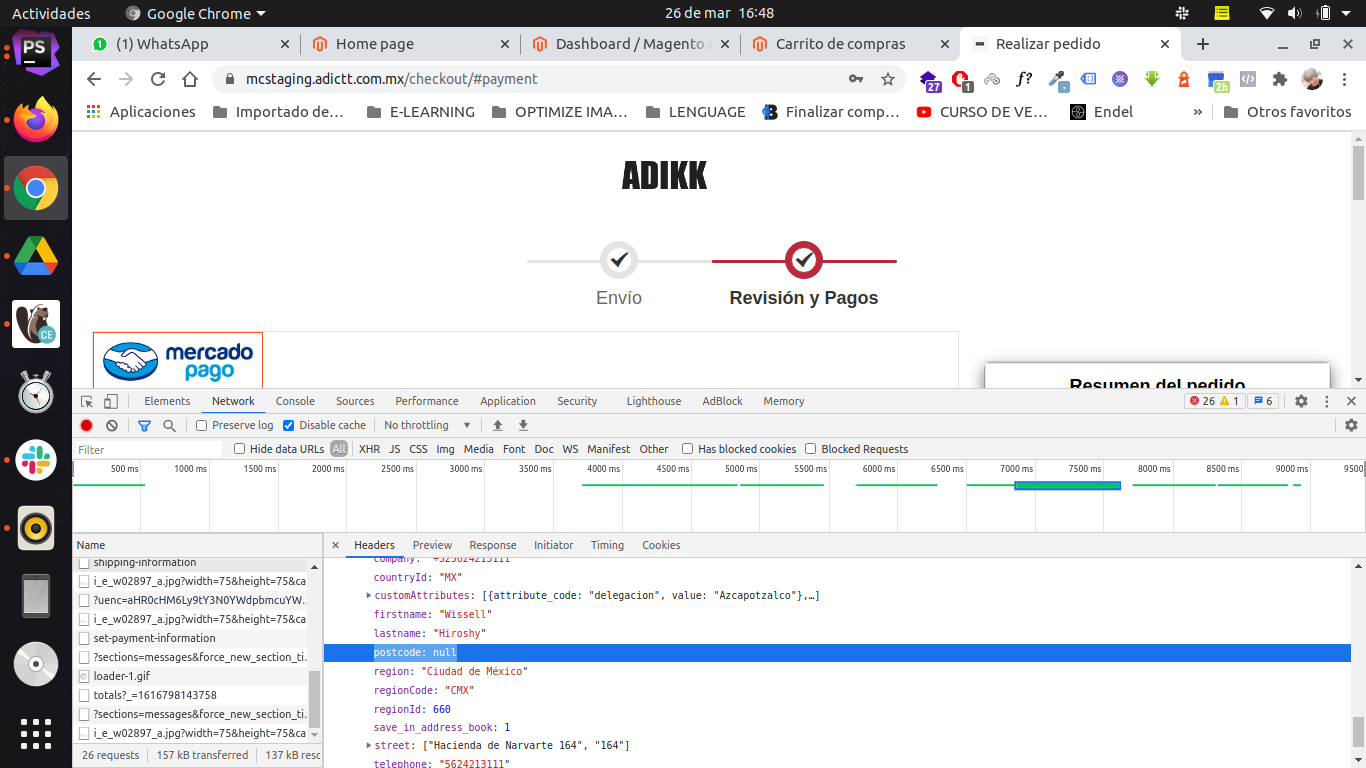 Actividades Google Chrome 26 de mar 16:48
(1) WhatsApp Home page Dashboard / Magento A Carrito de compras Realizar pedido
mcstaging.adictt.com.mx/checkout/#payment 27 1 f? 2h
Aplicaciones Importado de… E-LEARNING OPTIMIZE IMA… LENGUAGE Finalizar comp… CURSO DE VE… Endel » Otros favoritos
PS
CE
ADIKK
Envío Revisión y Pagos
mercado
pago
Resumen del pedido
Elements Network Console Sources Performance Application Security Lighthouse AdBlock Memory 26 1 6
Preserve log Disable cache No throttling
Filter Hide data URLs All XHR JS CSS Img Media Font Doc WS Manifest Other Has blocked cookies Blocked Requests
500 ms 1000 ms 1500 ms 2000 ms 2500 ms 3000 ms 3500 ms 4000 ms 4500 ms 5000 ms 5500 ms 6000 ms 6500 ms 7000 ms 7500 ms 8000 ms 8500 ms 9000 ms 9500
Name Headers Preview Response Initiator Timing Cookies
shipping-information
i_e_w02897_a.jpg?width=75&height=75&ca
?uenc=aHR0cHM6Ly9tY3N0YWdpbmcuYW…
i_e_w02897_a.jpg?width=75&height=75&ca
set-payment-information
?sections=messages&force_new_section_ti…
loader-1.gif
totals?_=1616798143758
?sections=messages&force_new_section_ti…
i_e_w02897_a.jpg?width=75&height=75&ca
26 requests 157 kB transferred 137 kB resc
company: "+525624213111"
countryId: "MX"
customAttributes: [{attribute_code: "delegacion", value: "Azcapotzalco"},…]
firstname: "Wissell"
lastname: "Hiroshy"
postcode: null
region: "Ciudad de México"
regionCode: "CMX"
regionId: 660
save_in_address_book: 1
street: ["Hacienda de Narvarte 164", "164"]
telephone: "5624213111"